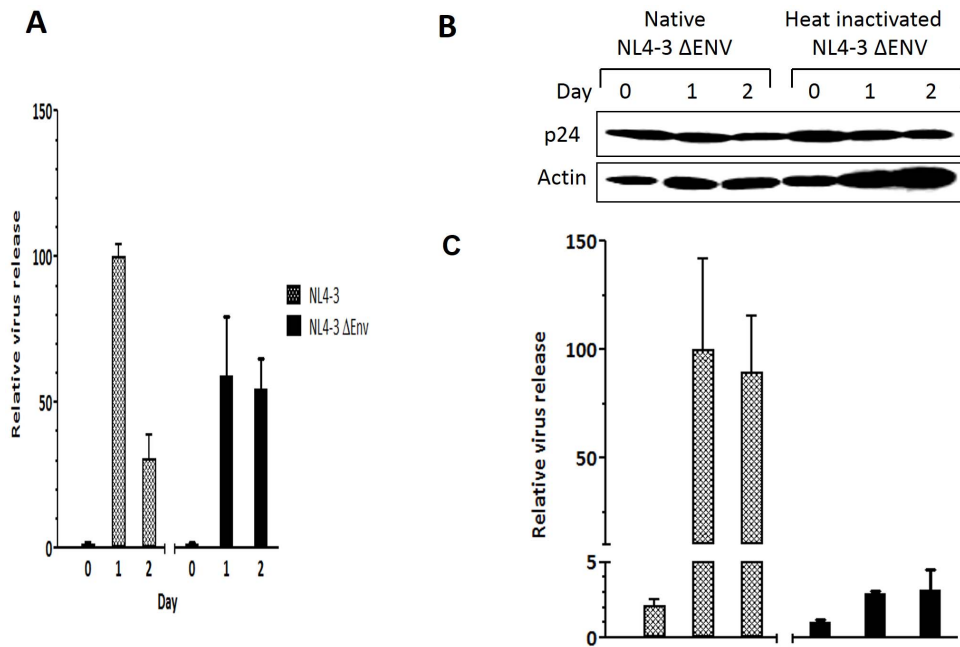 A
150
100
50
0
Relative virus release
0 1 2 0 1 2
Day
NL4-3
NL4-3 ΔEnv
B
Native
NL4-3 ΔENV
Heat inactivated
NL4-3 ΔENV
Day 0 1 2 0 1 2
p24
Actin
C
150
100
50
5
0
Relative virus release